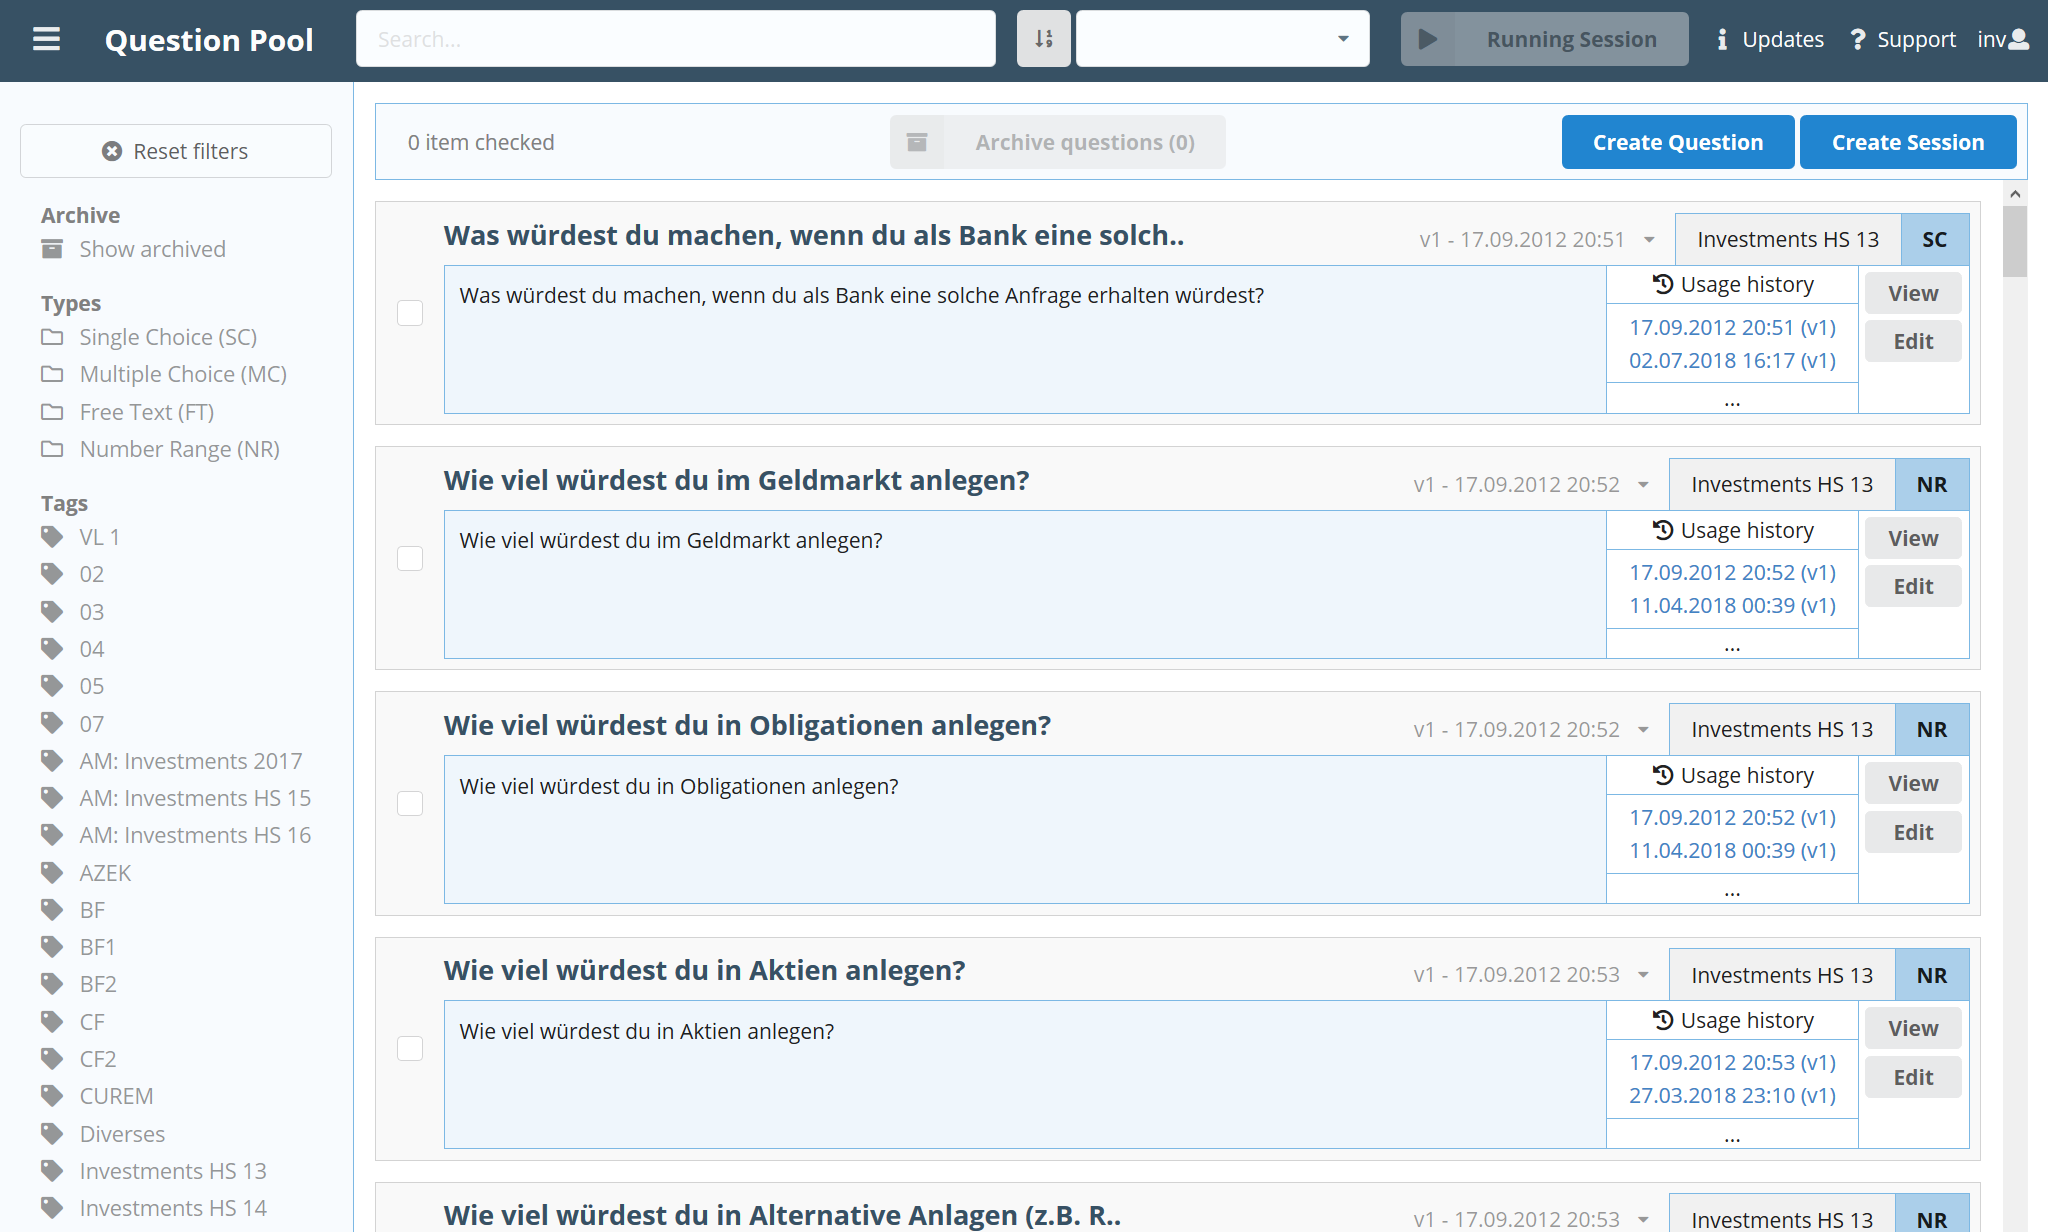 Question Pool
Search...
Running Session
Updates
Support
inv
Reset filters
Archive
Show archived
Types
Single Choice (SC)
Multiple Choice (MC)
Free Text (FT)
Number Range (NR)
Tags
VL 1
02
03
04
05
07
AM: Investments 2017
AM: Investments HS 15
AM: Investments HS 16
AZEK
BF
BF1
BF2
CF
CF2
CUREM
Diverses
Investments HS 13
Investments HS 14
0 item checked
Archive questions (0)
Create Question
Create Session
Was würdest du machen, wenn du als Bank eine solch..
v1 - 17.09.2012 20:51
Investments HS 13
SC
Was würdest du machen, wenn du als Bank eine solche Anfrage erhalten würdest?
Usage history
17.09.2012 20:51 (v1)
02.07.2018 16:17 (v1)
...
View
Edit
Wie viel würdest du im Geldmarkt anlegen?
v1 - 17.09.2012 20:52
Investments HS 13
NR
Wie viel würdest du im Geldmarkt anlegen?
Usage history
17.09.2012 20:52 (v1)
11.04.2018 00:39 (v1)
...
View
Edit
Wie viel würdest du in Obligationen anlegen?
v1 - 17.09.2012 20:52
Investments HS 13
NR
Wie viel würdest du in Obligationen anlegen?
Usage history
17.09.2012 20:52 (v1)
11.04.2018 00:39 (v1)
...
View
Edit
Wie viel würdest du in Aktien anlegen?
v1 - 17.09.2012 20:53
Investments HS 13
NR
Wie viel würdest du in Aktien anlegen?
Usage history
17.09.2012 20:53 (v1)
27.03.2018 23:10 (v1)
...
View
Edit
Wie viel würdest du in Alternative Anlagen (z.B. R..
v1 - 17.09.2012 20:53
Investments HS 13
NR